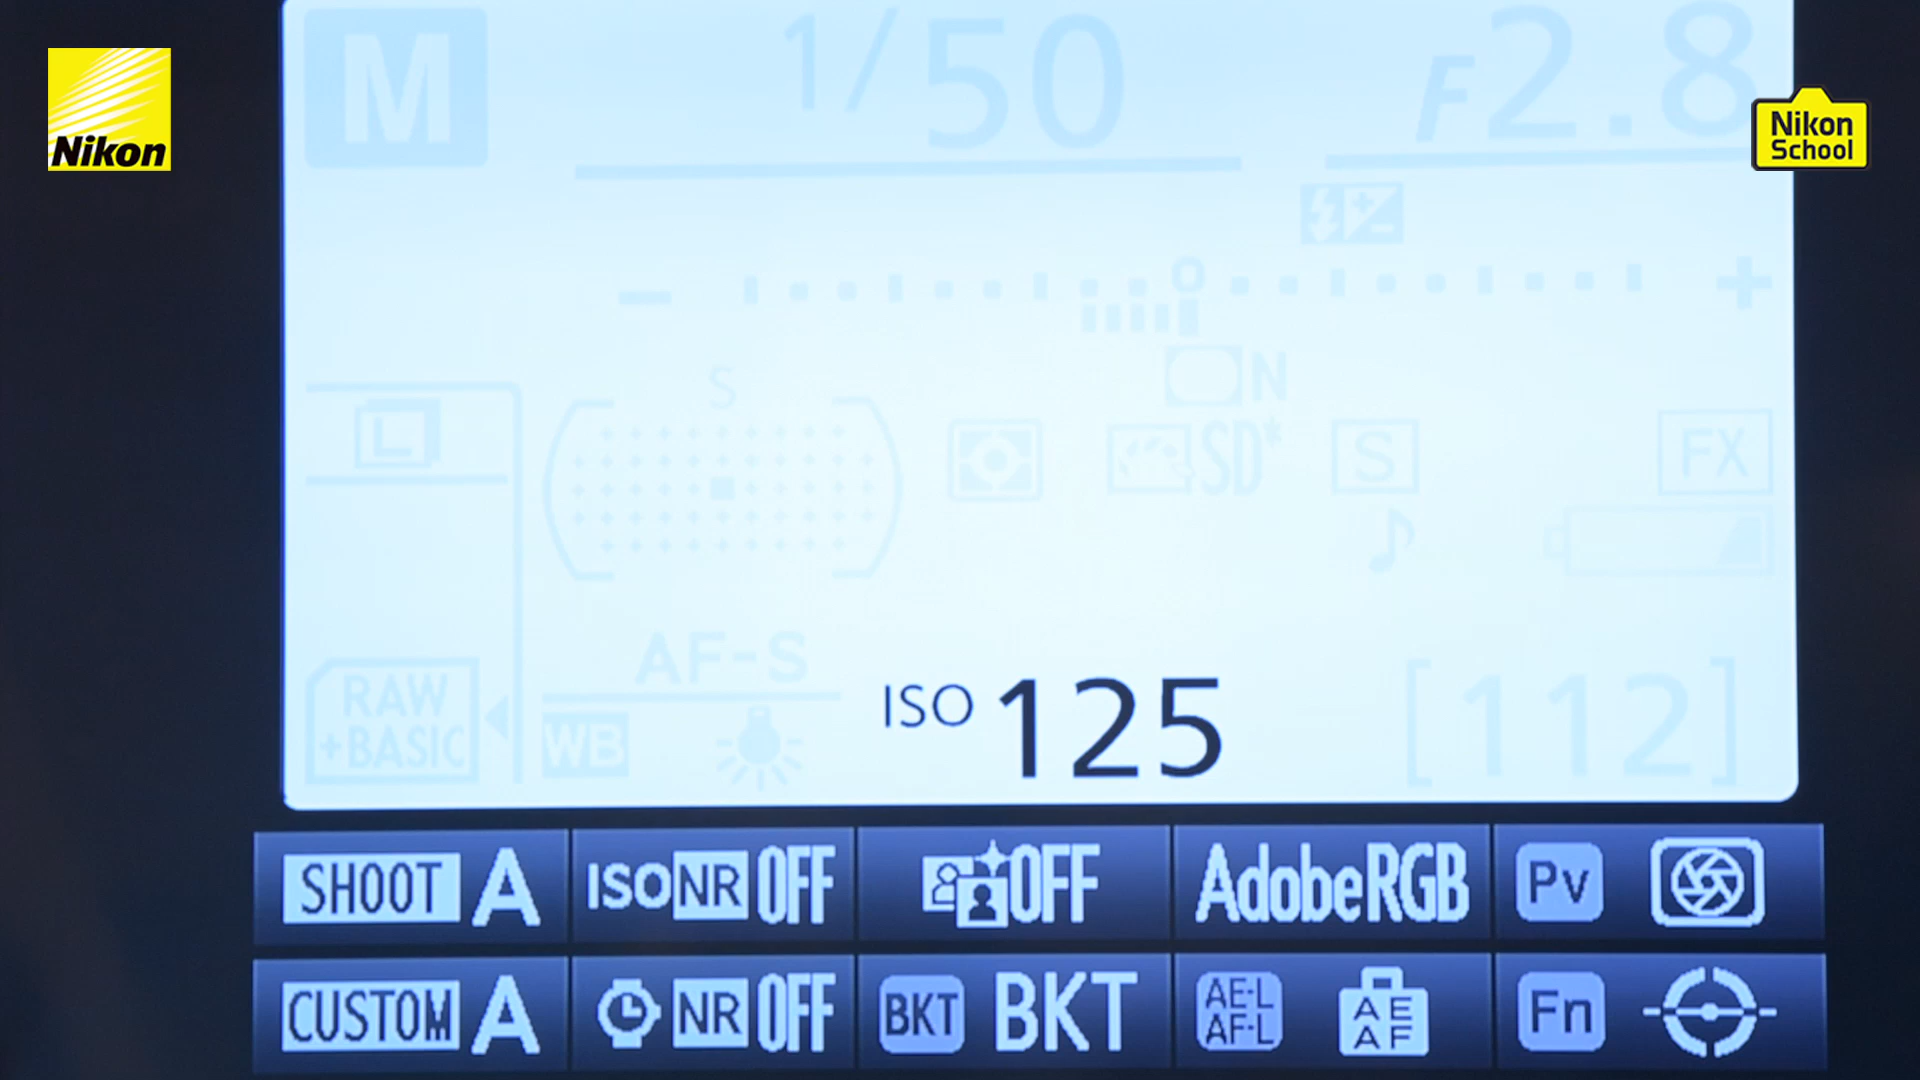 M 1/50 F2.8
Nikon
Nikon
School
- 0 +
N
S
L
SD*
S
FX
AF-S
RAW
+BASIC
WB
ISO 125
[112]
SHOOT A
ISO NR OFF
OFF
AdobeRGB
Pv
CUSTOM A
NR OFF
BKT BKT
AE-L
AF-L
AE
AF
Fn